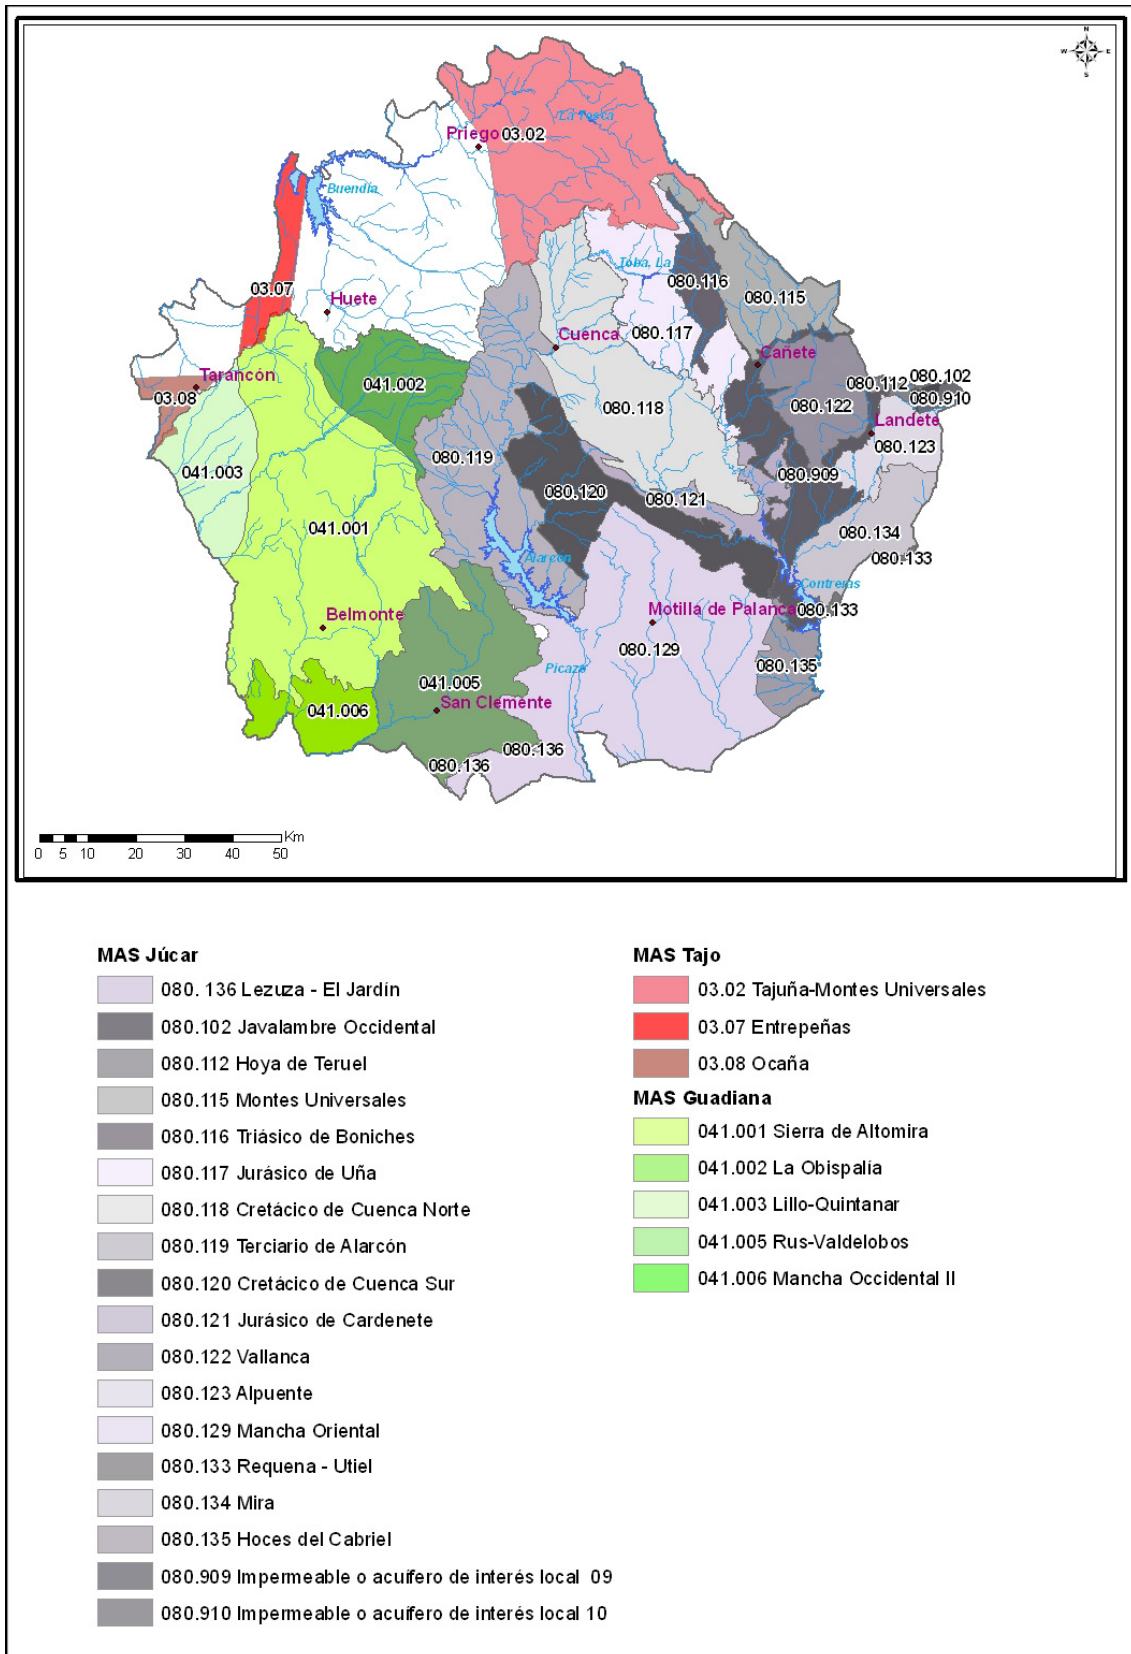 N
W E
S
La Tosca
Priego 03.02
Buendía
Toba, La
03.07
080.116
080.115
Huete
080.117
Cuenca
Cañete
Tarancón
041.002
080.112 080.102
03.08
080.118
080.122
080.910
Landete
080.119
080.123
041.003
080.909
080.120
080.121
041.001
080.134
Alarcón
080.133
Contreras
Belmonte
Motilla de Palanca
080.133
080.129
Picazo
080.135
041.005
041.006
San Clemente
080.136
080.136
Km
0 5 10 20 30 40 50
MAS Júcar
080. 136 Lezuza - El Jardín
080.102 Javalambre Occidental
080.112 Hoya de Teruel
080.115 Montes Universales
080.116 Triásico de Boniches
080.117 Jurásico de Uña
080.118 Cretácico de Cuenca Norte
080.119 Terciario de Alarcón
080.120 Cretácico de Cuenca Sur
080.121 Jurásico de Cardenete
080.122 Vallanca
080.123 Alpuente
080.129 Mancha Oriental
080.133 Requena - Utiel
080.134 Mira
080.135 Hoces del Cabriel
080.909 Impermeable o acuífero de interés local 09
080.910 Impermeable o acuífero de interés local 10
MAS Tajo
03.02 Tajuña-Montes Universales
03.07 Entrepeñas
03.08 Ocaña
MAS Guadiana
041.001 Sierra de Altomira
041.002 La Obispalía
041.003 Lillo-Quintanar
041.005 Rus-Valdelobos
041.006 Mancha Occidental II